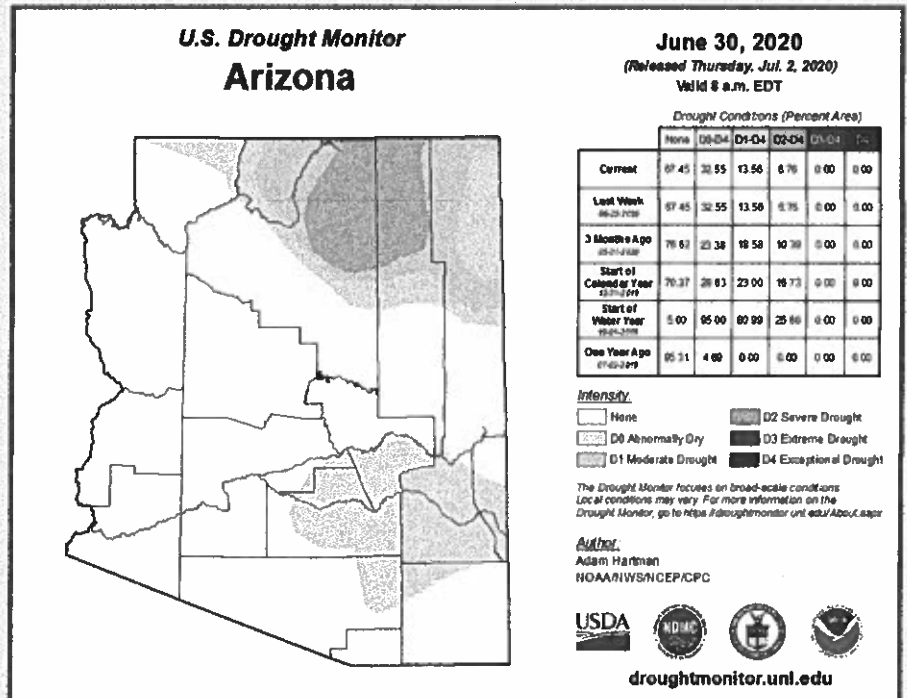 U.S. Drought Monitor
Arizona
June 30, 2020
(Released Thursday, Jul. 2, 2020)
Valid 8 a.m. EDT
Drought Conditions (Percent Area)
None D0-D4 D1-D4 D2-D4 D3-D4 D4
Current 67.45 32.55 13.56 6.76 0.00 0.00
Last Week 67.45 32.55 13.56 6.76 0.00 0.00
3 Months Ago 76.62 23.38 18.58 0.00 0.00
Start of
Calendar Year 70.37 29.63 23.00 16.73 0.00 0.00
Start of
Water Year 5.00 95.00 0.00 0.00
One Year Ago 95.31 4.69 0.00 0.00 0.00 0.00
Intensity:
None
D0 Abnormally Dry
D1 Moderate Drought
D2 Severe Drought
D3 Extreme Drought
D4 Exceptional Drought
The Drought Monitor focuses on broad-scale conditions.
Local conditions may vary. For more information on the
Drought Monitor, go to https://droughtmonitor.unl.edu/About.aspx
Author:
Adam Hartman
NOAA/NWS/NCEP/CPC
USDA
NDMC
droughtmonitor.unl.edu